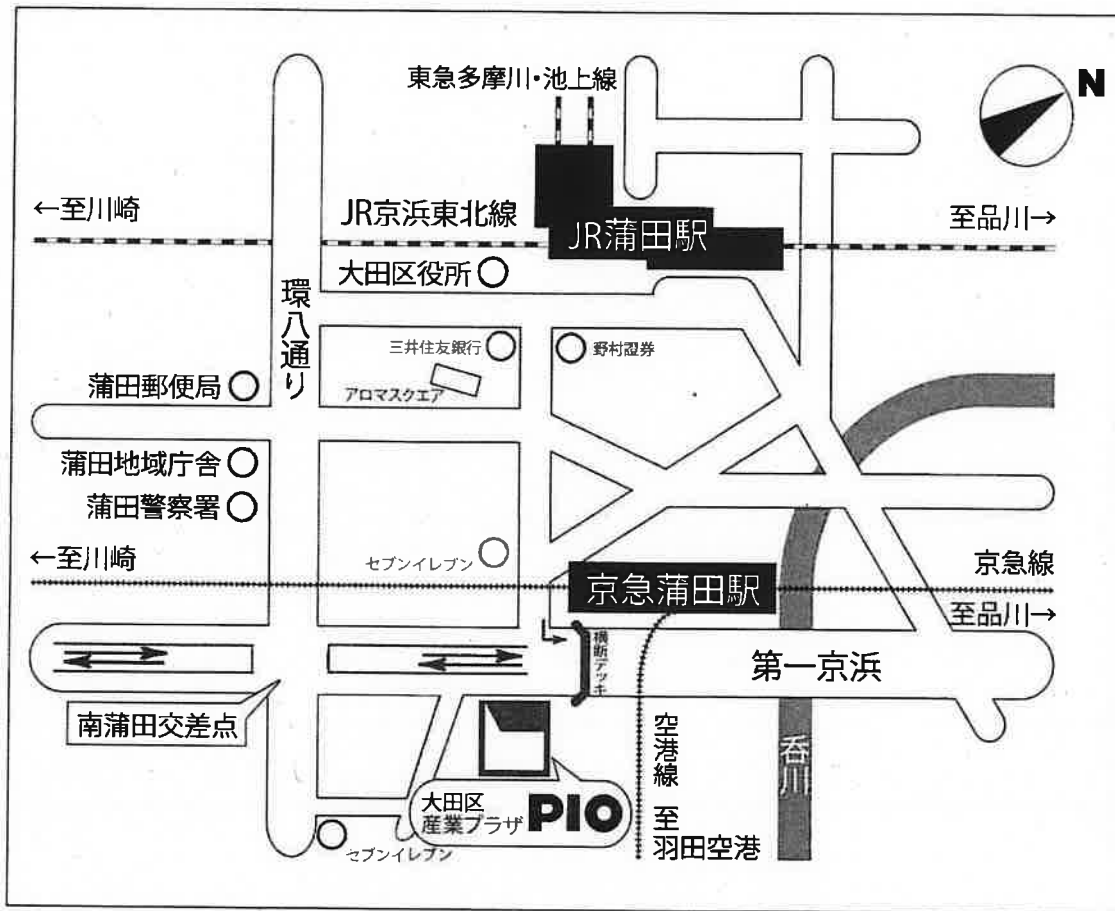 東急多摩川・池上線
N
←至川崎
JR京浜東北線
JR蒲田駅
至品川→
大田区役所
環八通り
三井住友銀行
野村證券
アロマスクエア
蒲田郵便局
蒲田地域庁舎
蒲田警察署
セブンイレブン
←至川崎
京急蒲田駅
京急線
至品川→
横断デッキ
第一京浜
南蒲田交差点
空港線 至
羽田空港
呑川
大田区
産業プラザ PIO
セブンイレブン